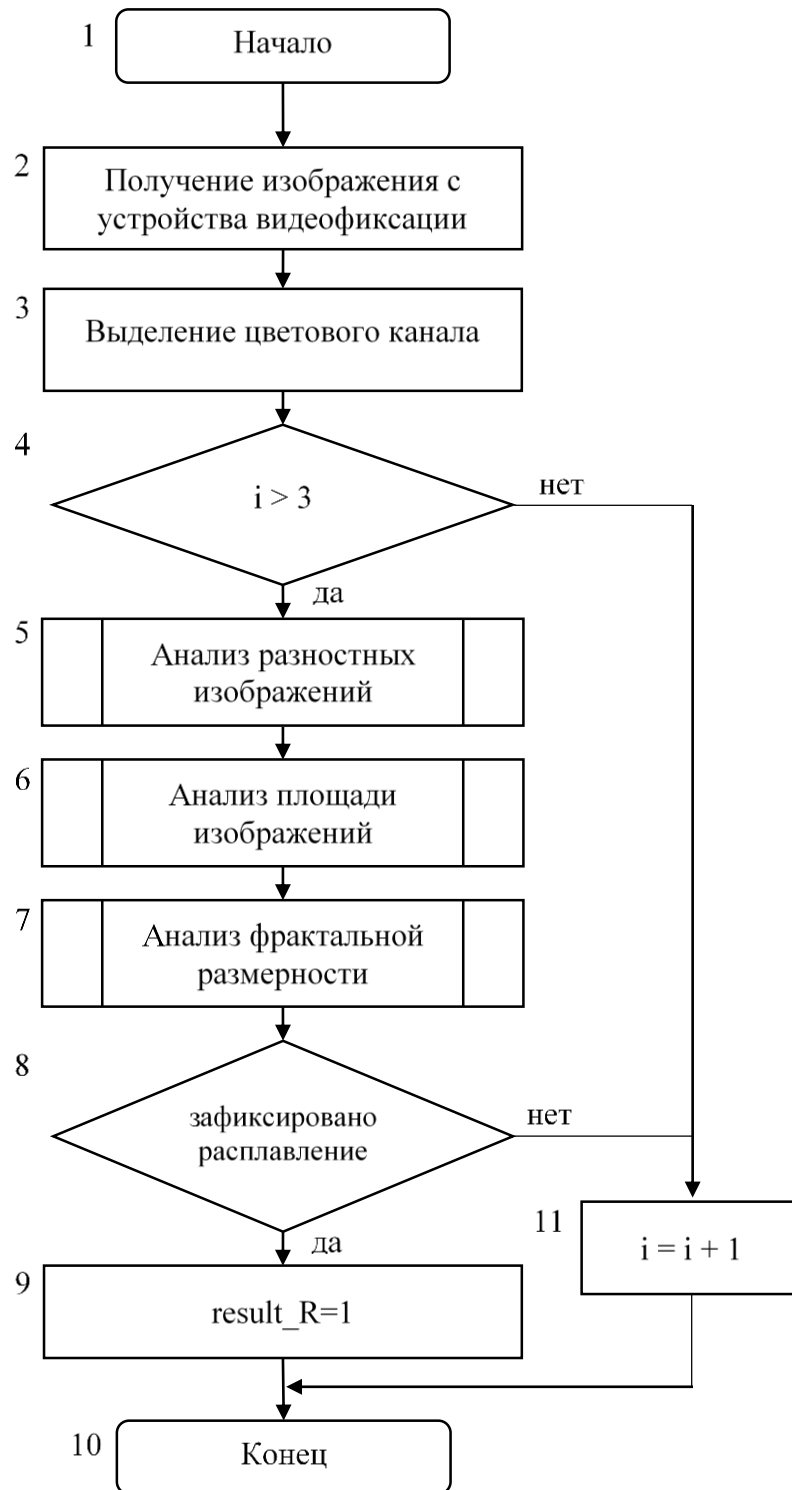 1
Начало
2
Получение изображения с
устройства видеофиксации
3
Выделение цветового канала
4
i > 3
нет
да
5
Анализ разностных
изображений
6
Анализ площади
изображений
7
Анализ фрактальной
размерности
8
зафиксировано
расплавление
нет
да
11
i = i + 1
9
result_R=1
10
Конец